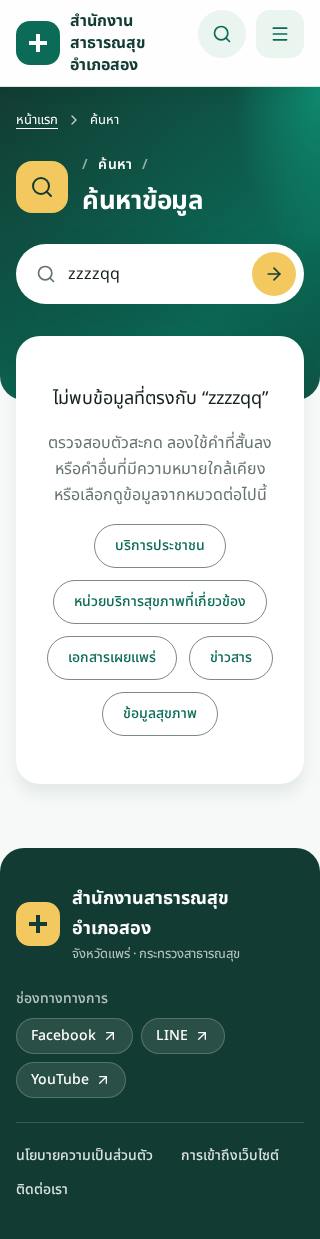 สำนักงาน
สาธารณสุข
อำเภอสอง
หน้าแรก > ค้นหา
/ ค้นหา /
ค้นหาข้อมูล
zzzzqq
ไม่พบข้อมูลที่ตรงกับ “zzzzqq”
ตรวจสอบตัวสะกด ลองใช้คำที่สั้นลง
หรือคำอื่นที่มีความหมายใกล้เคียง
หรือเลือกดูข้อมูลจากหมวดต่อไปนี้
บริการประชาชน
หน่วยบริการสุขภาพที่เกี่ยวข้อง
เอกสารเผยแพร่ ข่าวสาร
ข้อมูลสุขภาพ
สำนักงานสาธารณสุข
อำเภอสอง
จังหวัดแพร่ · กระทรวงสาธารณสุข
ช่องทางทางการ
Facebook LINE
YouTube
นโยบายความเป็นส่วนตัว การเข้าถึงเว็บไซต์
ติดต่อเรา